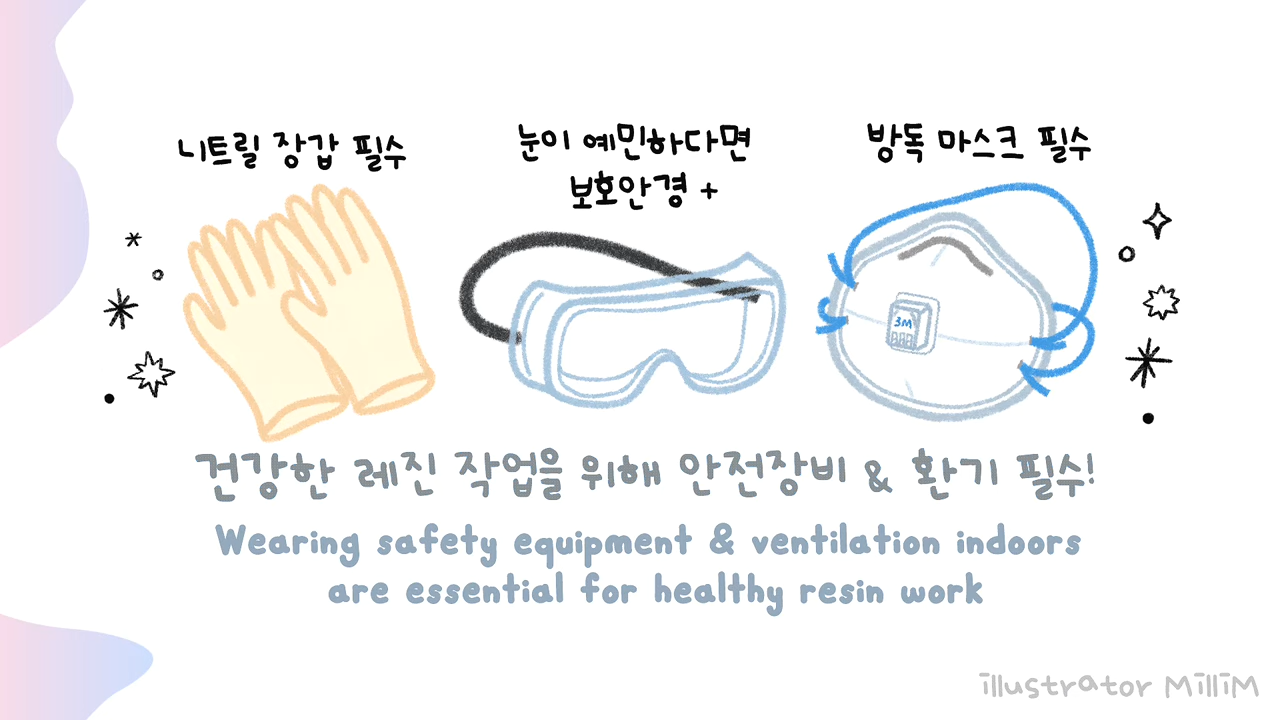 니트릴 장갑 필수
눈이 예민하다면
보호안경 +
방독 마스크 필수
3M
건강한 레진 작업을 위해 안전장비 & 환기 필수!
Wearing safety equipment & ventilation indoors
are essential for healthy resin work
illustrator MilliM